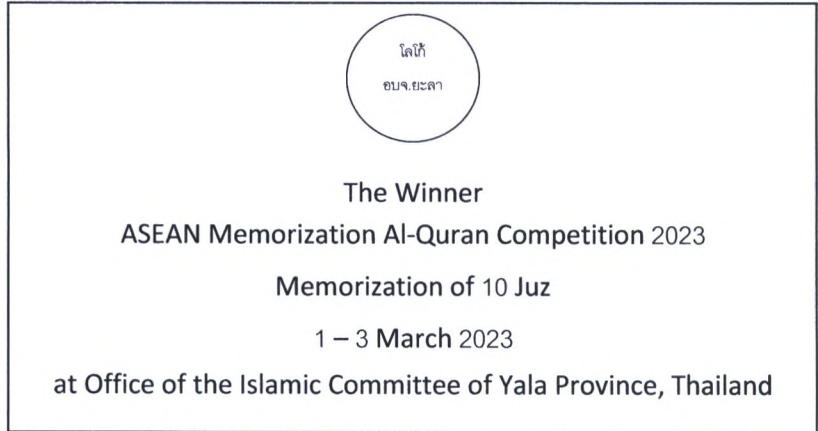 โลโก้
อบจ.ยะลา
The Winner
ASEAN Memorization Al-Quran Competition 2023
Memorization of 10 Juz
1 – 3 March 2023
at Office of the Islamic Committee of Yala Province, Thailand